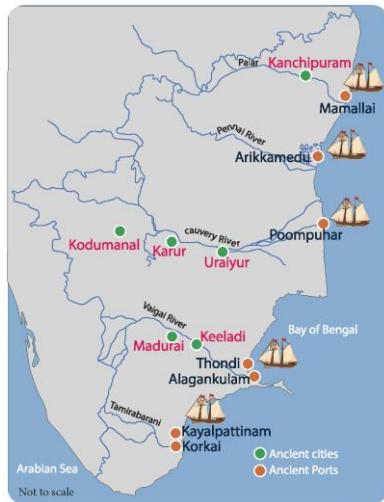 Palar
Kanchipuram
Mamallai
Pennai River
Arikkamedu
cauvery River
Poompuhar
Kodumanal
Karur
Uraiyur
Vaigai River
Keeladi
Madurai
Bay of Bengal
Thondi
Alagankulam
Tamirabarani
Kayalpattinam
Korkai
Arabian Sea
Ancient cities
Ancient Ports
Not to scale